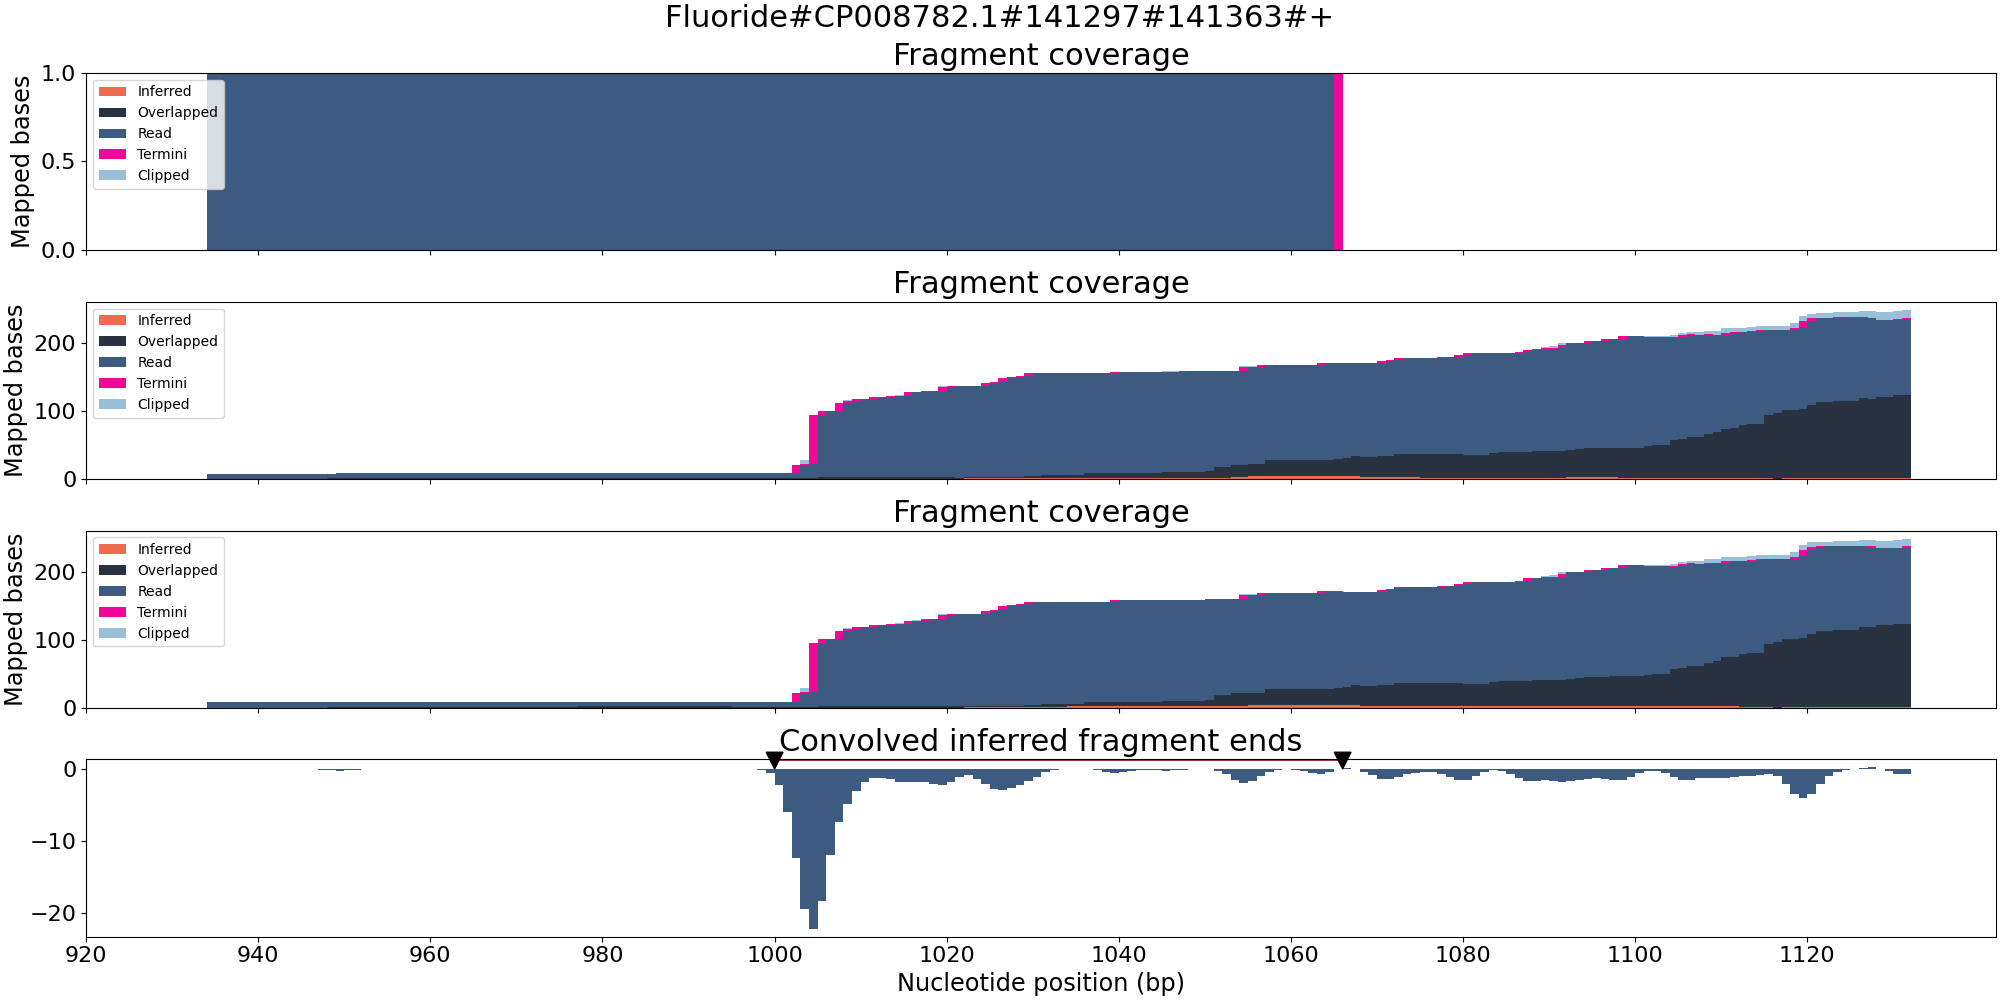 Fluoride#CP008782.1#141297#141363#+
Fragment coverage
Mapped bases
1.0
0.5
0.0
Inferred
Overlapped
Read
Termini
Clipped
Fragment coverage
Mapped bases
200
100
0
Inferred
Overlapped
Read
Termini
Clipped
Fragment coverage
Mapped bases
200
100
0
Inferred
Overlapped
Read
Termini
Clipped
Convolved inferred fragment ends
0
−10
−20
920 940 960 980 1000 1020 1040 1060 1080 1100 1120
Nucleotide position (bp)